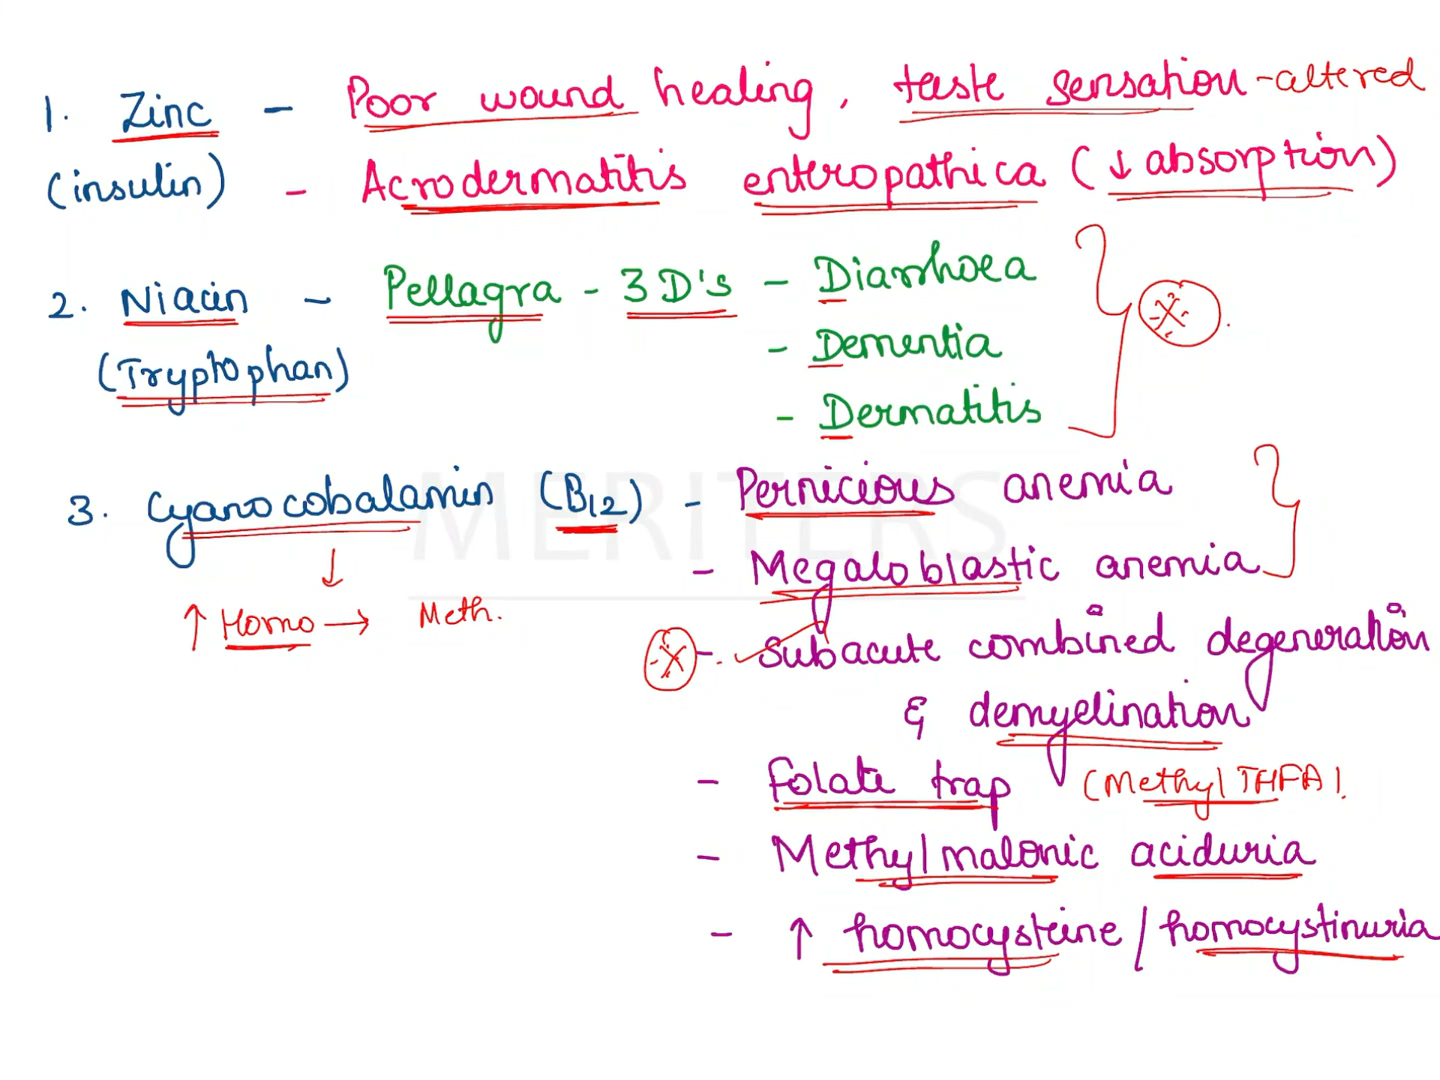 1. Zinc - Poor wound healing, taste sensation - altered
(insulin) - Acrodermatitis enteropathica (↓ absorption)
2. Niacin - Pellagra - 3 D's - Diarrhoea
(Tryptophan) - Dementia
- Dermatitis
3. Cyanocobalamin (B12) - Pernicious anemia
- Megaloblastic anemia
↓
↑ Homo → Meth.
- Subacute combined degeneration
& demyelination
- Folate trap (Methyl THFA).
- Methylmalonic aciduria
- ↑ homocysteine / homocystinuria
MERITERS